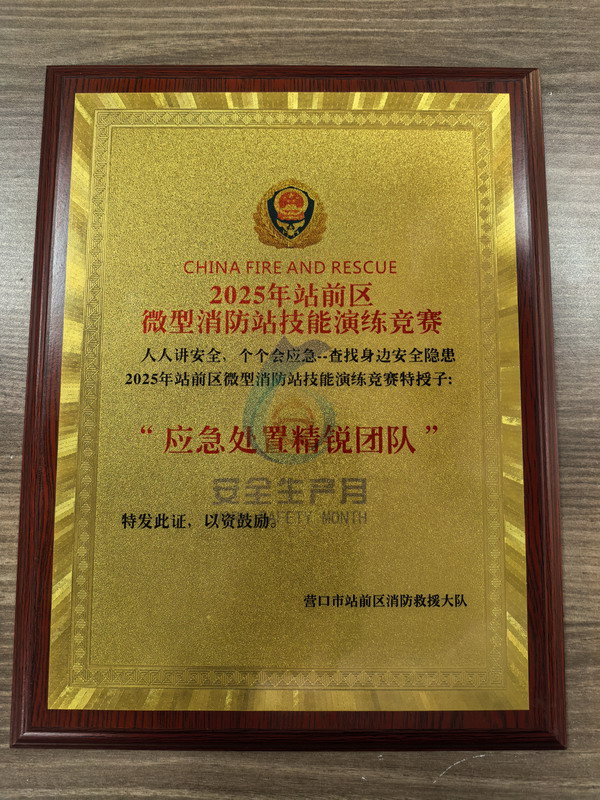 CHINA FIRE AND RESCUE
2025年站前区
微型消防站技能演练竞赛
人人讲安全、个个会应急--查找身边安全隐患
2025年站前区微型消防站技能演练竞赛特授子:
“应急处置精锐团队”
安全生产月
特发此证，以资鼓励。
SAFETY MONTH
营口市站前区消防救援大队